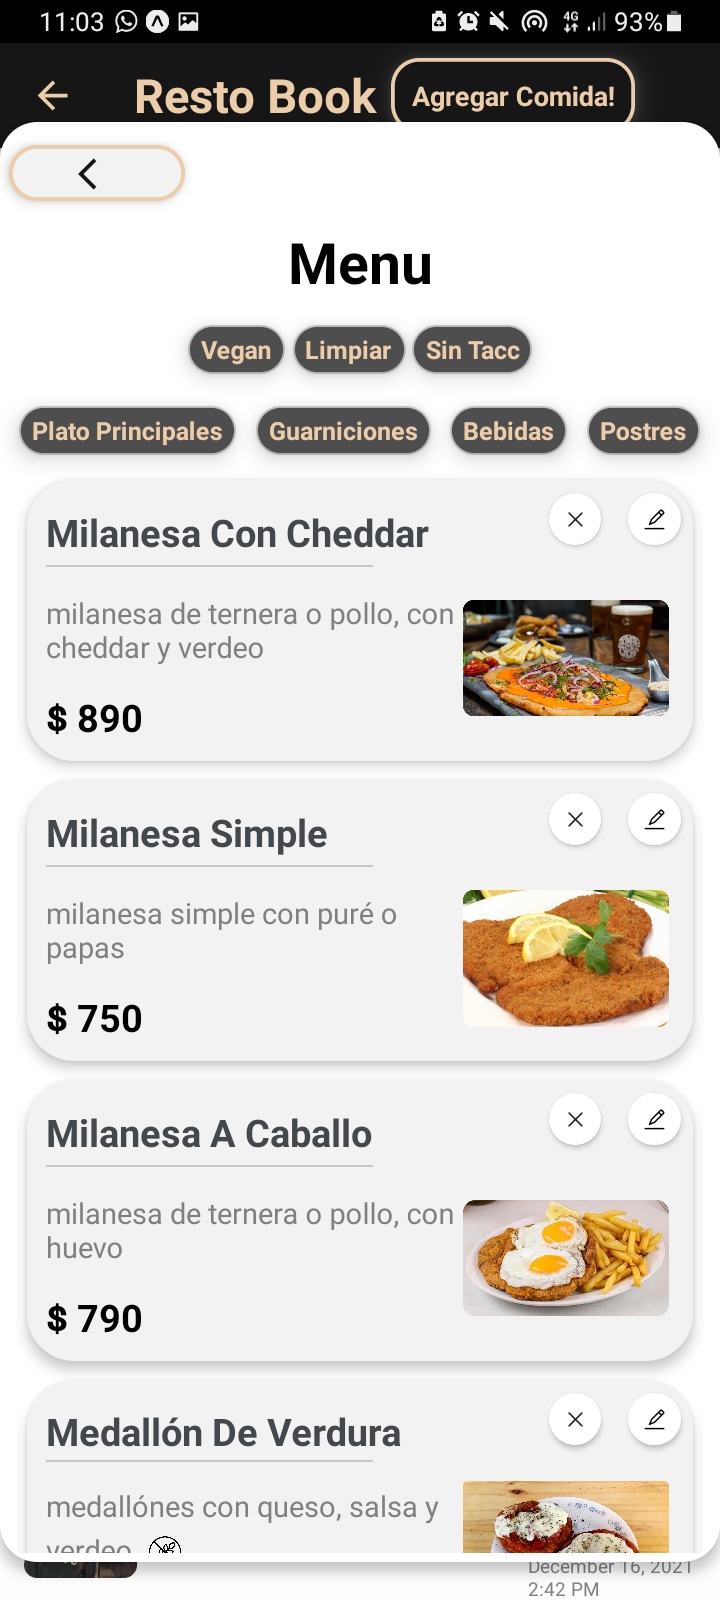 11:03
4G 93%
Resto Book
Agregar Comida!
Menu
Vegan
Limpiar
Sin Tacc
Plato Principales
Guarniciones
Bebidas
Postres
Milanesa Con Cheddar
milanesa de ternera o pollo, con
cheddar y verdeo
$ 890
Milanesa Simple
milanesa simple con puré o
papas
$ 750
Milanesa A Caballo
milanesa de ternera o pollo, con
huevo
$ 790
Medallón De Verdura
medallónes con queso, salsa y
verdeo
December 16, 2021
2:42 PM